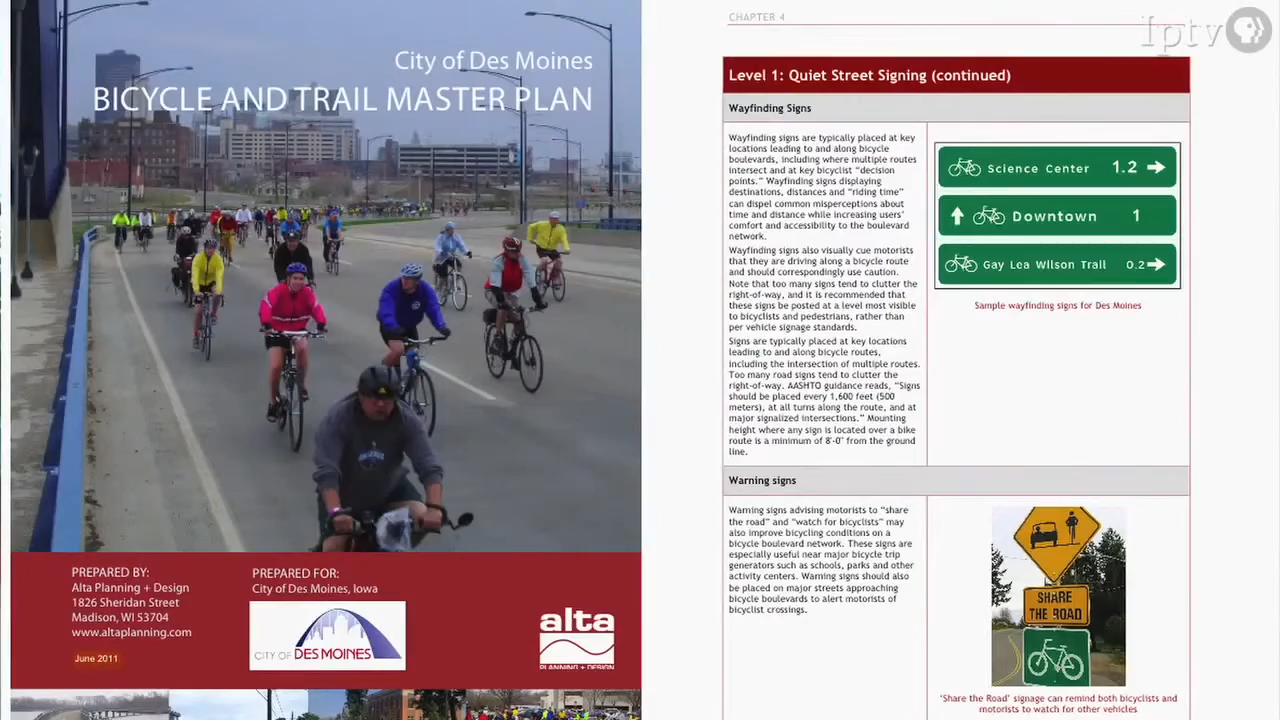 City of Des Moines
BICYCLE AND TRAIL MASTER PLAN
PREPARED BY:
Alta Planning + Design
1826 Sheridan Street
Madison, WI 53704
www.altaplanning.com
June 2011
PREPARED FOR:
City of Des Moines, Iowa
CITY OF DES MOINES
alta
PLANNING + DESIGN
CHAPTER 4
Iptv
Level 1: Quiet Street Signing (continued)
Wayfinding Signs
Wayfinding signs are typically placed at key
locations leading to and along bicycle
boulevards, including where multiple routes
intersect and at key bicyclist “decision
points.” Wayfinding signs displaying
destinations, distances and “riding time”
can dispel common misperceptions about
time and distance while increasing users’
comfort and accessibility to the boulevard
network.
Wayfinding signs also visually cue motorists
that they are driving along a bicycle route
and should correspondingly use caution.
Note that too many signs tend to clutter the
right-of-way, and it is recommended that
these signs be posted at a level most visible
to bicyclists and pedestrians, rather than
per vehicle signage standards.
Signs are typically placed at key locations
leading to and along bicycle routes,
including the intersection of multiple routes.
Too many road signs tend to clutter the
right-of-way. AASHTO guidance reads, “Signs
should be placed every 1,600 feet (500
meters), at all turns along the route, and at
major signalized intersections.” Mounting
height where any sign is located over a bike
route is a minimum of 8'-0" from the ground
line.
Science Center 1.2
Downtown 1
Gay Lea Wilson Trail 0.2
Sample wayfinding signs for Des Moines
Warning signs
Warning signs advising motorists to “share
the road” and “watch for bicyclists” may
also improve bicycling conditions on a
bicycle boulevard network. These signs are
especially useful near major bicycle trip
generators such as schools, parks and other
activity centers. Warning signs should also
be placed on major streets approaching
bicycle boulevards to alert motorists of
bicyclist crossings.
SHARE
THE ROAD
‘Share the Road’ signage can remind both bicyclists and
motorists to watch for other vehicles